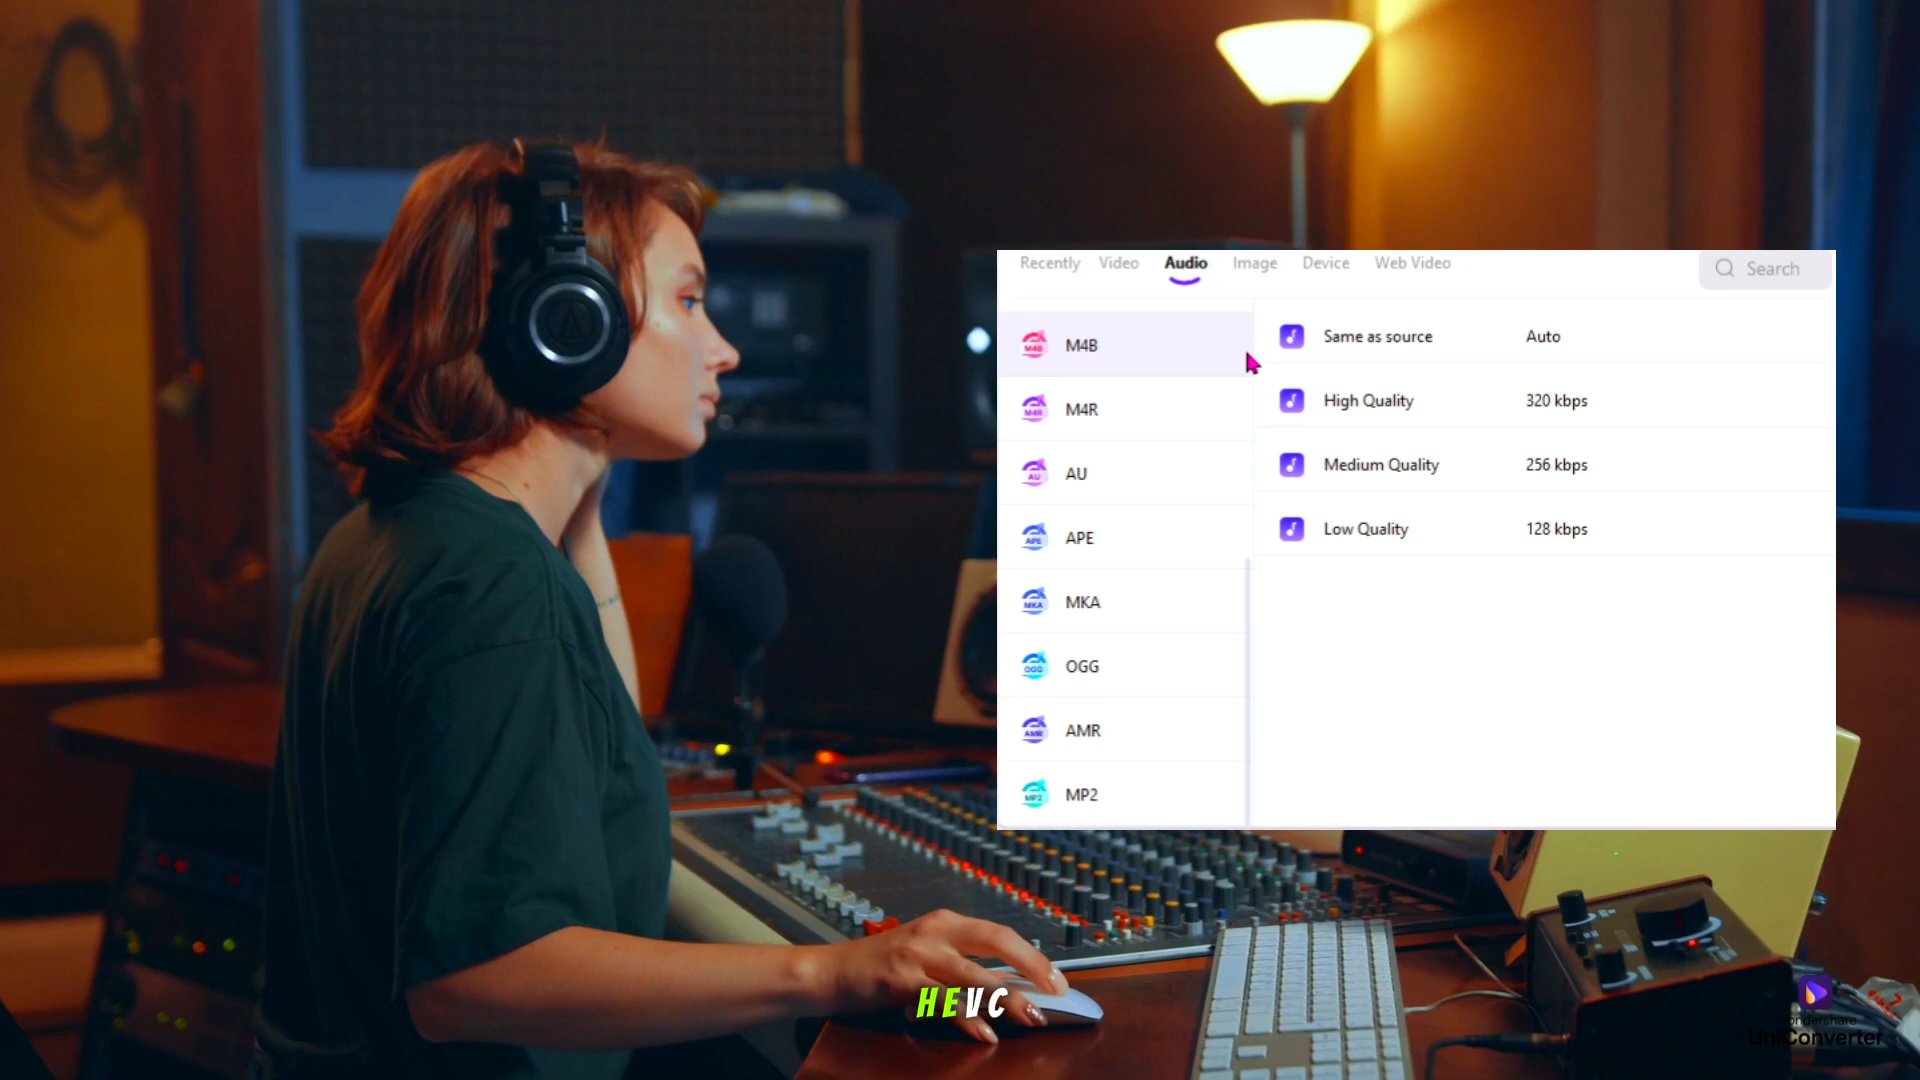 Recently Video Audio Image Device Web Video Search
M4B
M4R
AU
APE
MKA
OGG
AMR
MP2
Same as source Auto
High Quality 320 kbps
Medium Quality 256 kbps
Low Quality 128 kbps
HEVC
Wondershare
UniConverter